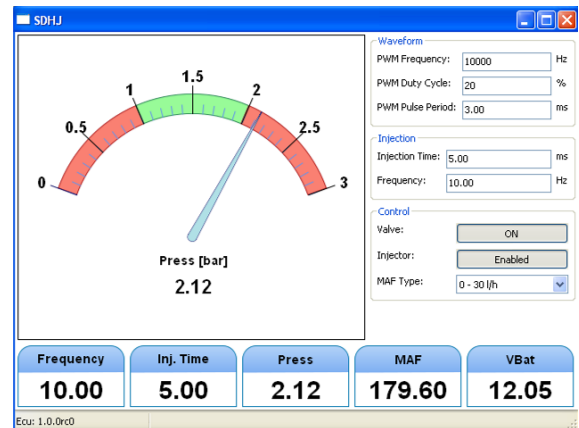 SDHJ
0
0.5
1
1.5
2
2.5
3
Press [bar]
2.12
Waveform
PWM Frequency: 10000 Hz
PWM Duty Cycle: 20 %
PWM Pulse Period: 3.00 ms
Injection
Injection Time: 5.00 ms
Frequency: 10.00 Hz
Control
Valve: ON
Injector: Enabled
MAF Type: 0 - 30 l/h
Frequency Inj. Time Press MAF VBat
10.00 5.00 2.12 179.60 12.05
Ecu: 1.0.0rc0